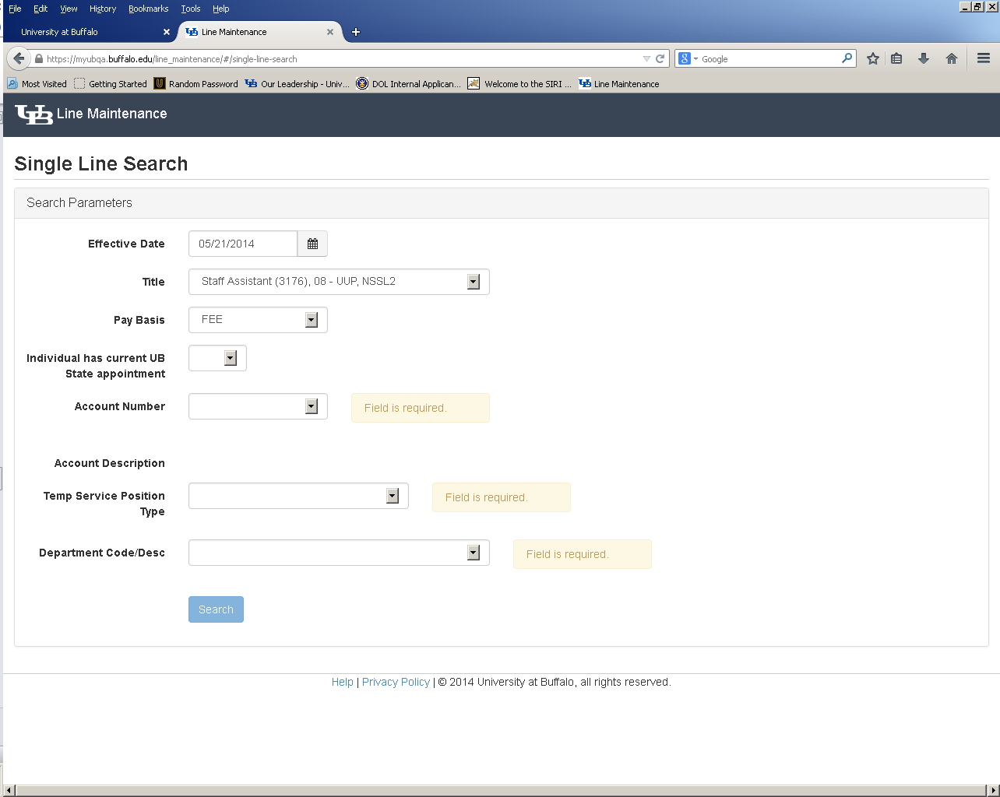 File Edit View History Bookmarks Tools Help
University at Buffalo
Line Maintenance
https://myubqa.buffalo.edu/line_maintenance/#/single-line-search
Google
Most Visited Getting Started Random Password Our Leadership - Univ... DOL Internal Applican... Welcome to the SIRI ... Line Maintenance
UB Line Maintenance
Single Line Search
Search Parameters
Effective Date 05/21/2014
Title Staff Assistant (3176), 08 - UUP, NSSL2
Pay Basis FEE
Individual has current UB
State appointment
Account Number Field is required.
Account Description
Temp Service Position Field is required.
Type
Department Code/Desc Field is required.
Search
Help | Privacy Policy | © 2014 University at Buffalo, all rights reserved.